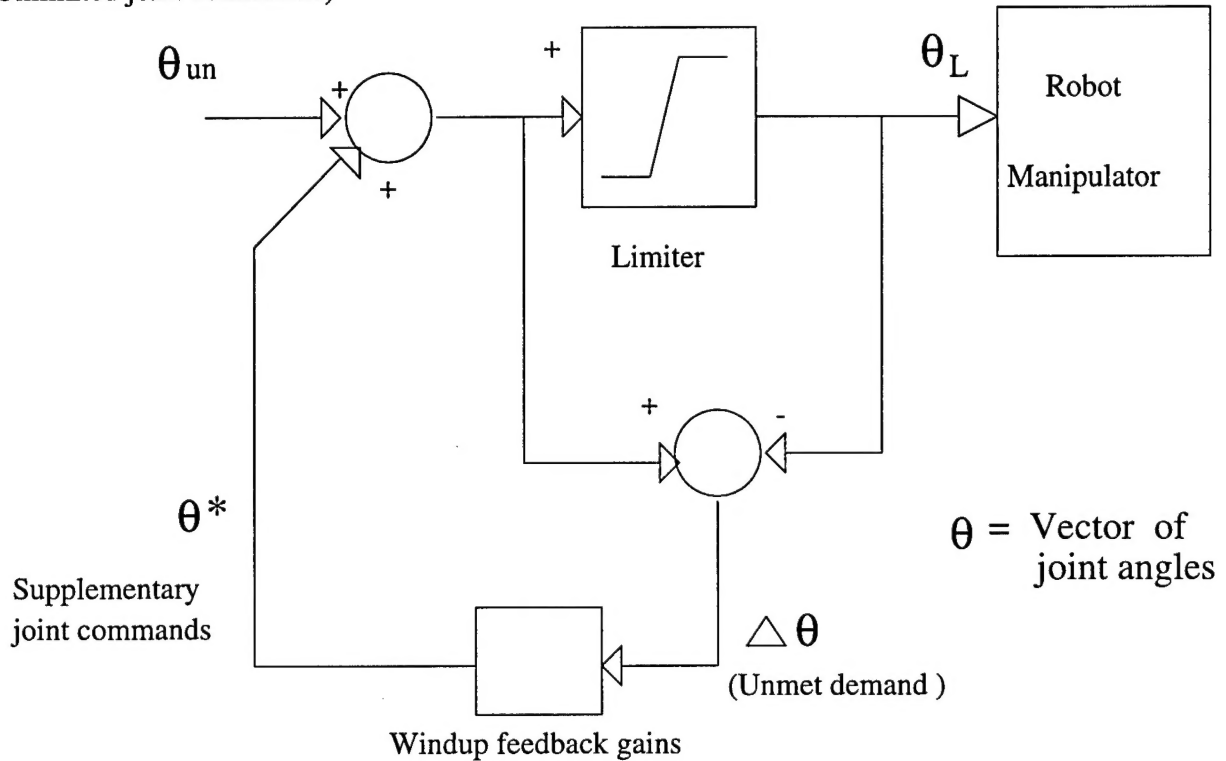 θun
+
+
+
θL
Robot
Manipulator
Limiter
+
-
θ*
θ = Vector of
joint angles
Supplementary
joint commands
△ θ
(Unmet demand )
Windup feedback gains